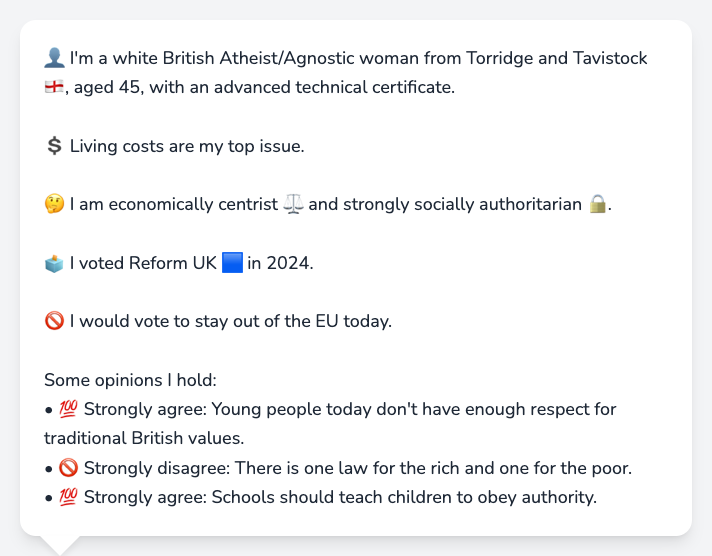 👤 I'm a white British Atheist/Agnostic woman from Torridge and Tavistock
🏴󠁧󠁢󠁥󠁮󠁧󠁿, aged 45, with an advanced technical certificate.
💲 Living costs are my top issue.
🤔 I am economically centrist ⚖️ and strongly socially authoritarian 🔒.
🗳️ I voted Reform UK 🟦 in 2024.
🚫 I would vote to stay out of the EU today.
Some opinions I hold:
• 💯 Strongly agree: Young people today don't have enough respect for
traditional British values.
• 🚫 Strongly disagree: There is one law for the rich and one for the poor.
• 💯 Strongly agree: Schools should teach children to obey authority.